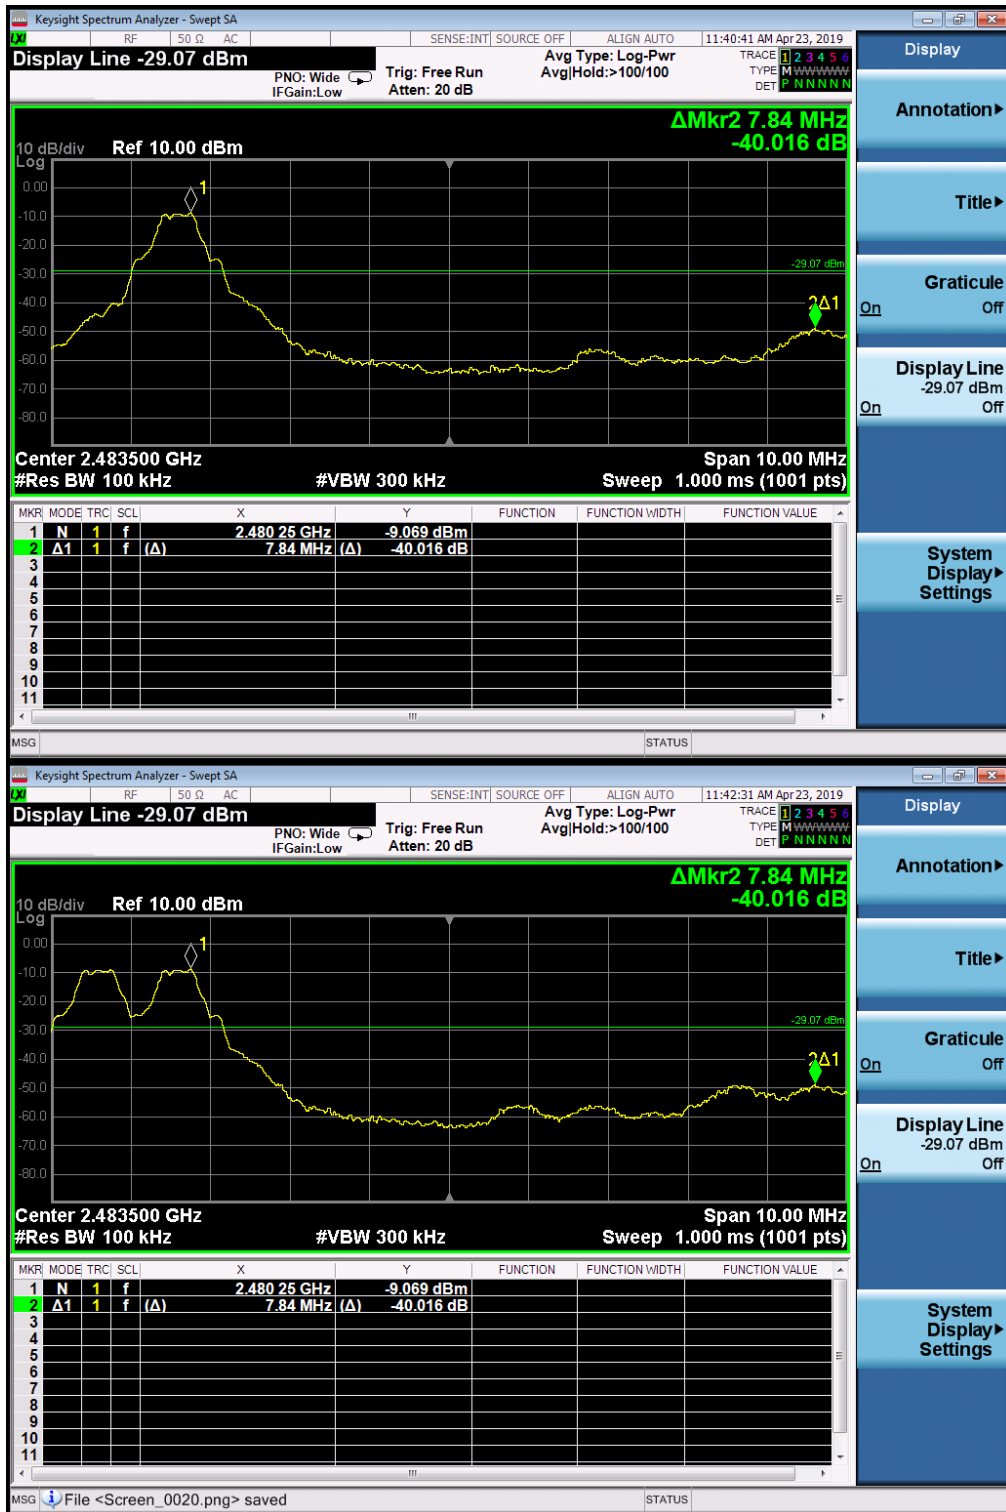 Keysight Spectrum Analyzer - Swept SA
LXI RF 50 Ω AC SENSE:INT SOURCE OFF ALIGN AUTO 11:40:41 AM Apr 23, 2019
Display Line -29.07 dBm
PNO: Wide Trig: Free Run Avg Type: Log-Pwr TRACE 1 2 3 4 5 6
IFGain:Low Atten: 20 dB Avg|Hold:>100/100 TYPE M WWWWW
DET P N N N N N
ΔMkr2 7.84 MHz
-40.016 dB
10 dB/div Ref 10.00 dBm
Log
0.00
1
-10.0
-20.0
-29.07 dBm
-30.0
-40.0
2Δ1
-50.0
-60.0
-70.0
-80.0
Center 2.483500 GHz Span 10.00 MHz
#Res BW 100 kHz #VBW 300 kHz Sweep 1.000 ms (1001 pts)
MKR MODE TRC SCL X Y FUNCTION FUNCTION WIDTH FUNCTION VALUE
1 N 1 f 2.480 25 GHz -9.069 dBm
2 Δ1 1 f (Δ) 7.84 MHz (Δ) -40.016 dB
3
4
5
6
7
8
9
10
11
MSG STATUS
Display
Annotation
Title
Graticule
On Off
Display Line
-29.07 dBm
On Off
System
Display
Settings
Keysight Spectrum Analyzer - Swept SA
LXI RF 50 Ω AC SENSE:INT SOURCE OFF ALIGN AUTO 11:42:31 AM Apr 23, 2019
Display Line -29.07 dBm
PNO: Wide Trig: Free Run Avg Type: Log-Pwr TRACE 1 2 3 4 5 6
IFGain:Low Atten: 20 dB Avg|Hold:>100/100 TYPE M WWWWW
DET P N N N N N
ΔMkr2 7.84 MHz
-40.016 dB
10 dB/div Ref 10.00 dBm
Log
0.00
1
-10.0
-20.0
-29.07 dBm
-30.0
-40.0
2Δ1
-50.0
-60.0
-70.0
-80.0
Center 2.483500 GHz Span 10.00 MHz
#Res BW 100 kHz #VBW 300 kHz Sweep 1.000 ms (1001 pts)
MKR MODE TRC SCL X Y FUNCTION FUNCTION WIDTH FUNCTION VALUE
1 N 1 f 2.480 25 GHz -9.069 dBm
2 Δ1 1 f (Δ) 7.84 MHz (Δ) -40.016 dB
3
4
5
6
7
8
9
10
11
MSG File <Screen_0020.png> saved STATUS
Display
Annotation
Title
Graticule
On Off
Display Line
-29.07 dBm
On Off
System
Display
Settings